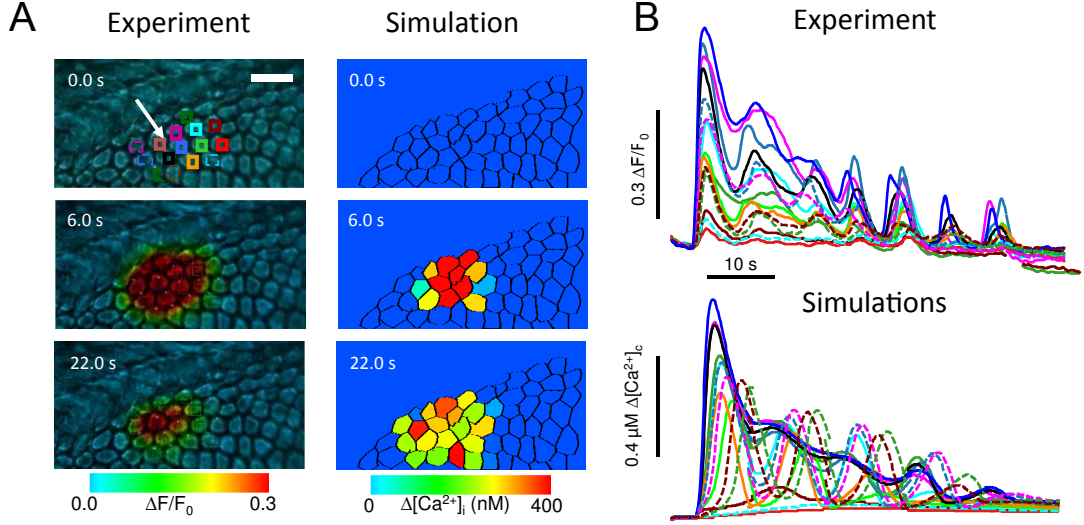 A
Experiment
Simulation
0.0 s
0.0 s
6.0 s
6.0 s
22.0 s
22.0 s
0.0 ΔF/F₀ 0.3
0 Δ[Ca²⁺]ᵢ (nM) 400
B
Experiment
0.3 ΔF/F₀
10 s
Simulations
0.4 µM Δ[Ca²⁺]c